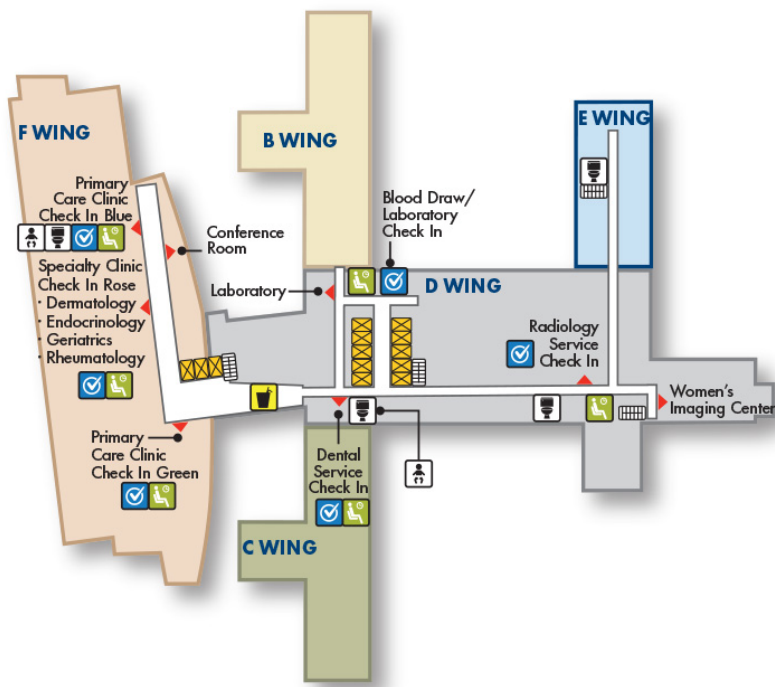 F WING
Primary
Care Clinic
Check In Blue
Specialty Clinic
Check In Rose
· Dermatology
· Endocrinology
· Geriatrics
· Rheumatology
Primary
Care Clinic
Check In Green
Conference
Room
B WING
Laboratory
Blood Draw/
Laboratory
Check In
D WING
E WING
Radiology
Service
Check In
Women's
Imaging Center
Dental
Service
Check In
C WING